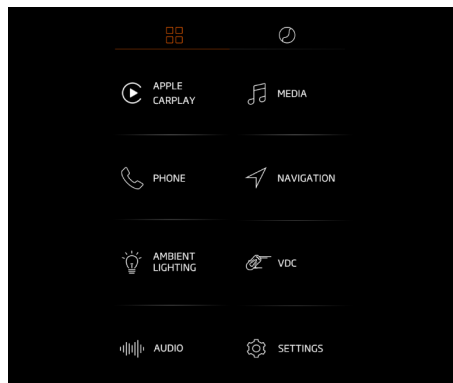 APPLE
CARPLAY
MEDIA
PHONE
NAVIGATION
AMBIENT
LIGHTING
VDC
AUDIO
SETTINGS